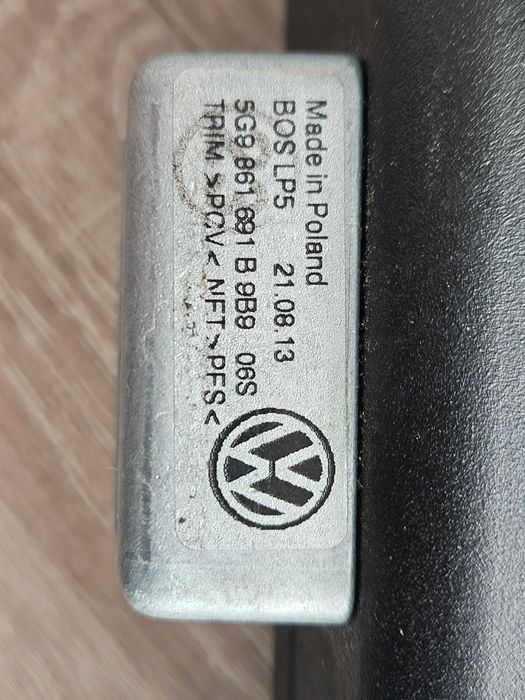 Made in Poland
BOS LP5 21.08.13
5G9 861 691 B 9B9 06S
TRIM >PCV< NFT>PFS<